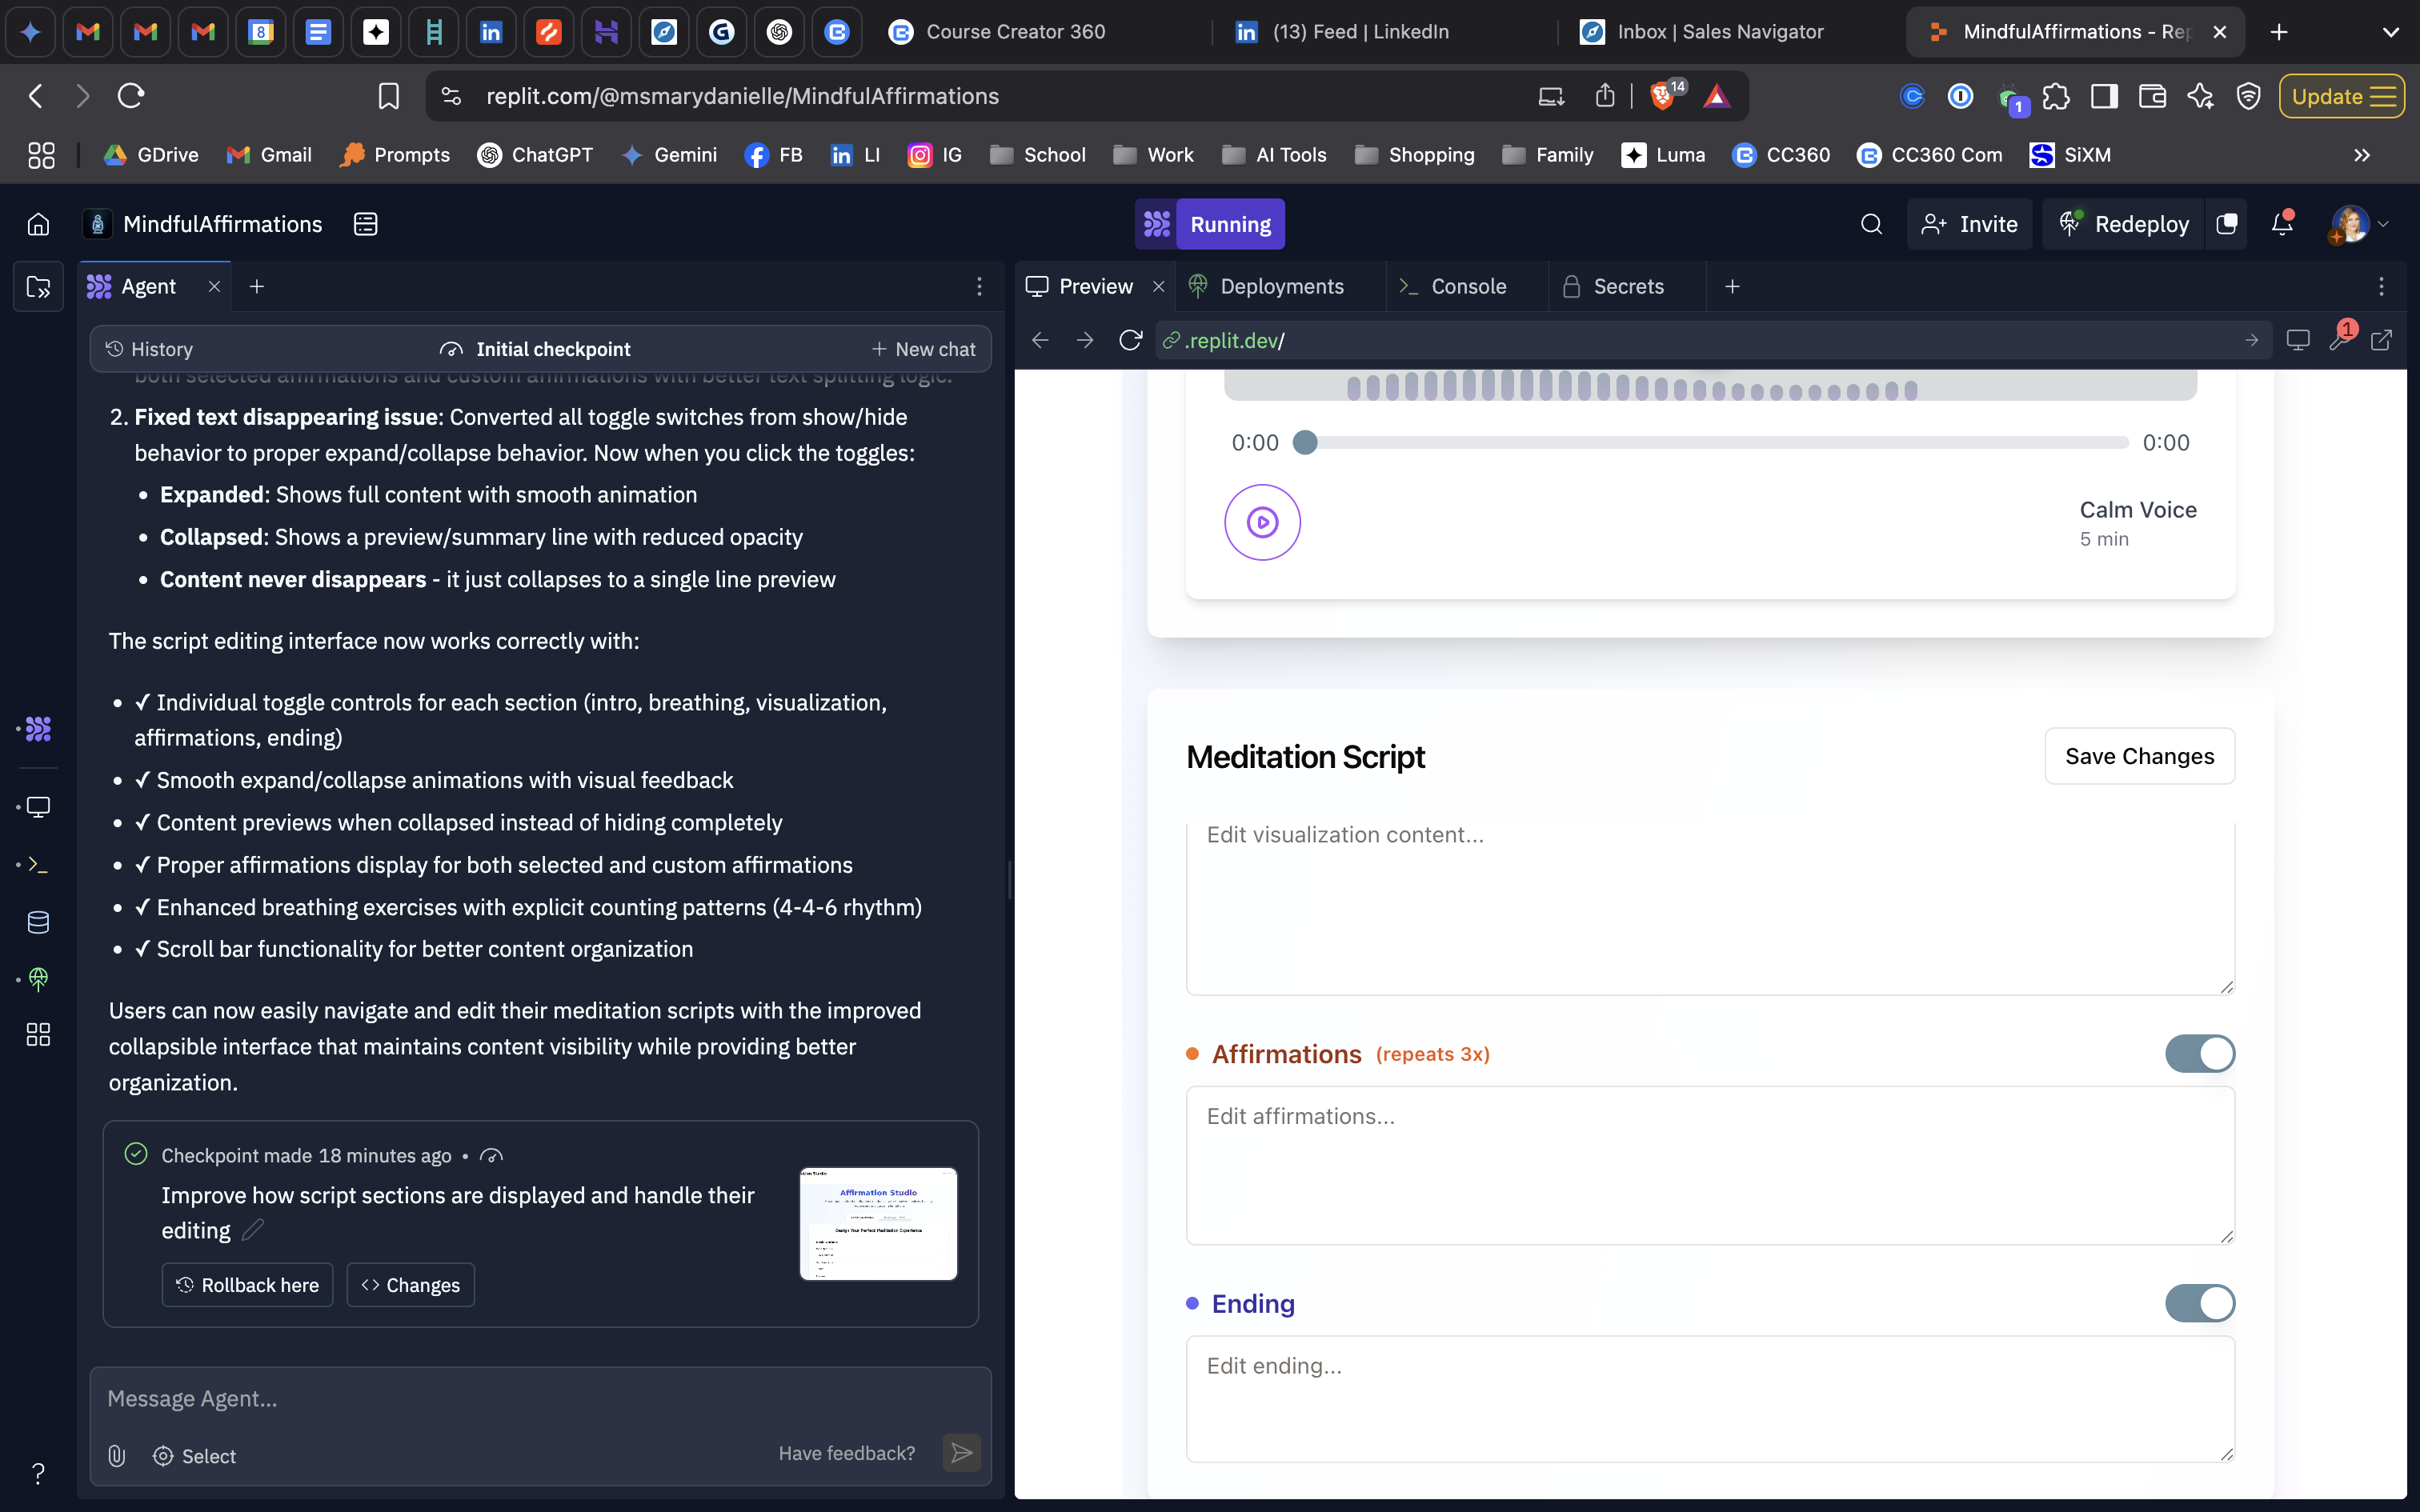 Course Creator 360
(13) Feed | LinkedIn
Inbox | Sales Navigator
MindfulAffirmations - Rep
replit.com/@msmarydanielle/MindfulAffirmations
14
1
Update
GDrive
Gmail
Prompts
ChatGPT
Gemini
FB
LI
IG
School
Work
AI Tools
Shopping
Family
Luma
CC360
CC360 Com
SiXM
MindfulAffirmations
Running
Invite
Redeploy
Agent
History
Initial checkpoint
New chat
both selected affirmations and custom affirmations with better text splitting logic.
2. Fixed text disappearing issue: Converted all toggle switches from show/hide
behavior to proper expand/collapse behavior. Now when you click the toggles:
• Expanded: Shows full content with smooth animation
• Collapsed: Shows a preview/summary line with reduced opacity
• Content never disappears - it just collapses to a single line preview
The script editing interface now works correctly with:
• ✓ Individual toggle controls for each section (intro, breathing, visualization,
affirmations, ending)
• ✓ Smooth expand/collapse animations with visual feedback
• ✓ Content previews when collapsed instead of hiding completely
• ✓ Proper affirmations display for both selected and custom affirmations
• ✓ Enhanced breathing exercises with explicit counting patterns (4-4-6 rhythm)
• ✓ Scroll bar functionality for better content organization
Users can now easily navigate and edit their meditation scripts with the improved
collapsible interface that maintains content visibility while providing better
organization.
Checkpoint made 18 minutes ago •
Improve how script sections are displayed and handle their
editing
Rollback here
Changes
Affirmation Studio
Design Your Perfect Meditation Experience
Message Agent...
Select
Have feedback?
Preview
Deployments
Console
Secrets
.replit.dev/
1
0:00
0:00
Calm Voice
5 min
Meditation Script
Save Changes
Edit visualization content...
Affirmations (repeats 3x)
Edit affirmations...
Ending
Edit ending...